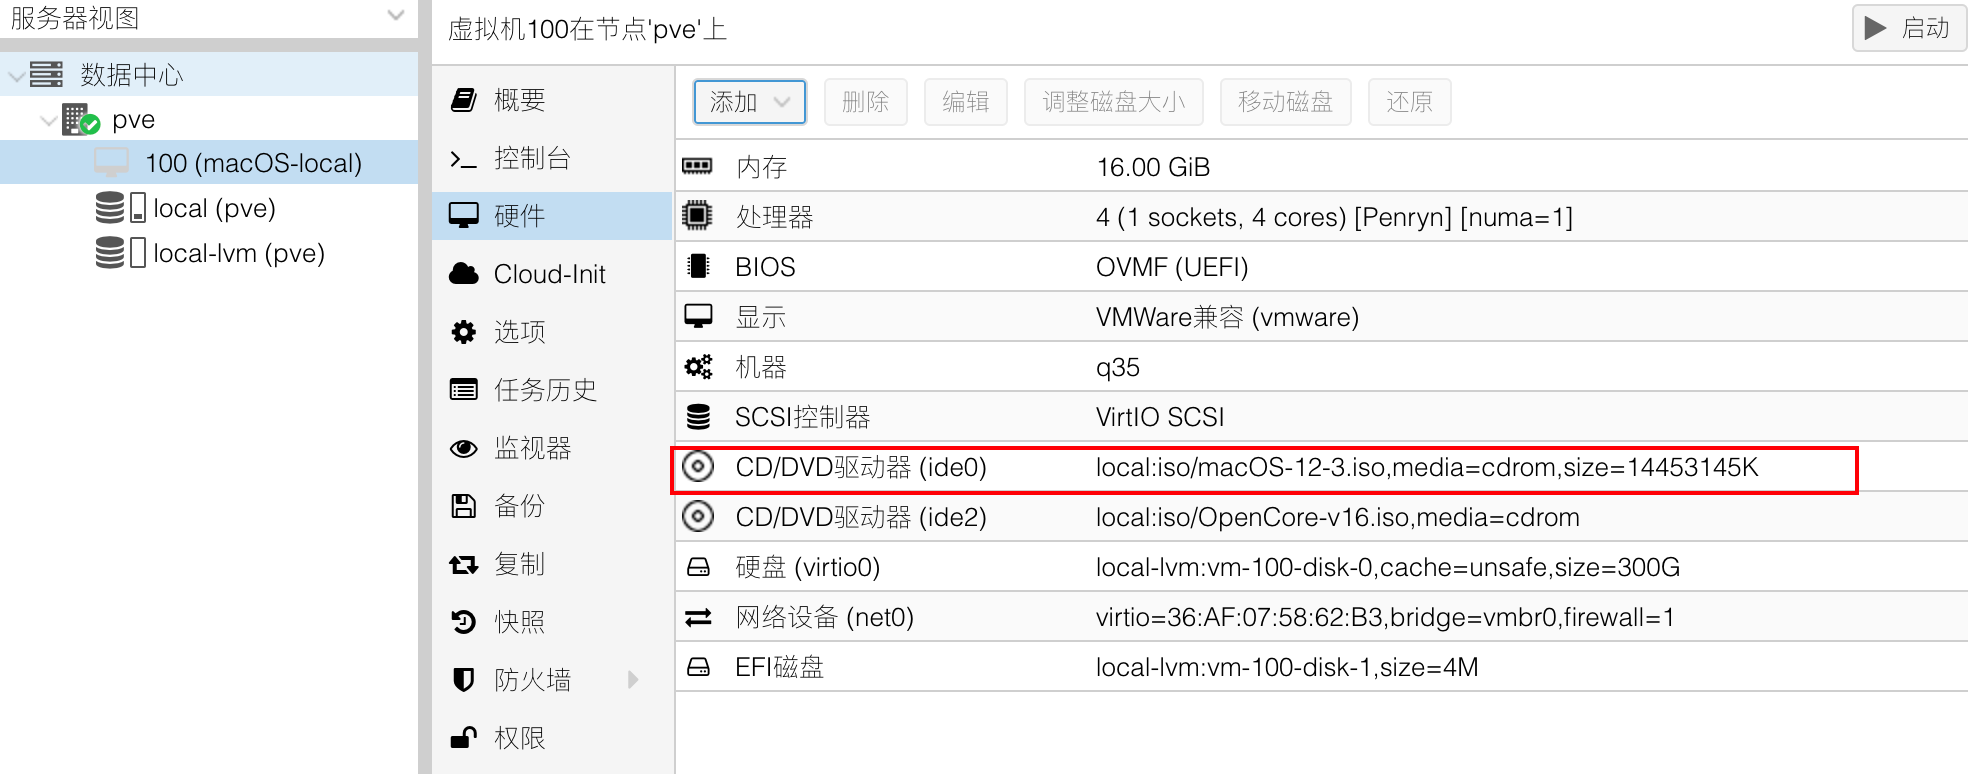 服务器视图
数据中心
pve
100 (macOS-local)
local (pve)
local-lvm (pve)
虚拟机100在节点'pve'上
启动
概要
控制台
硬件
Cloud-Init
选项
任务历史
监视器
备份
复制
快照
防火墙
权限
添加 删除 编辑 调整磁盘大小 移动磁盘 还原
内存 16.00 GiB
处理器 4 (1 sockets, 4 cores) [Penryn] [numa=1]
BIOS OVMF (UEFI)
显示 VMWare兼容 (vmware)
机器 q35
SCSI控制器 VirtIO SCSI
CD/DVD驱动器 (ide0) local:iso/macOS-12-3.iso,media=cdrom,size=14453145K
CD/DVD驱动器 (ide2) local:iso/OpenCore-v16.iso,media=cdrom
硬盘 (virtio0) local-lvm:vm-100-disk-0,cache=unsafe,size=300G
网络设备 (net0) virtio=36:AF:07:58:62:B3,bridge=vmbr0,firewall=1
EFI磁盘 local-lvm:vm-100-disk-1,size=4M